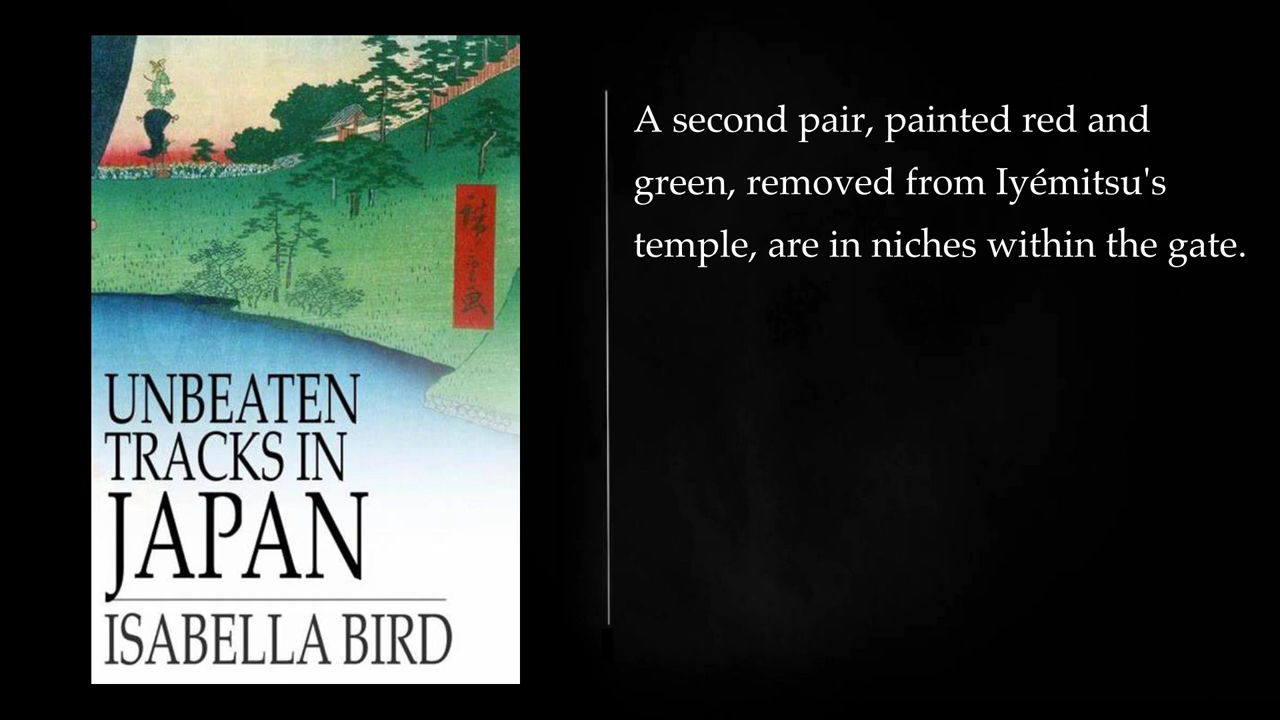 UNBEATEN
TRACKS IN
JAPAN
ISABELLA BIRD
A second pair, painted red and
green, removed from Iyémitsu's
temple, are in niches within the gate.